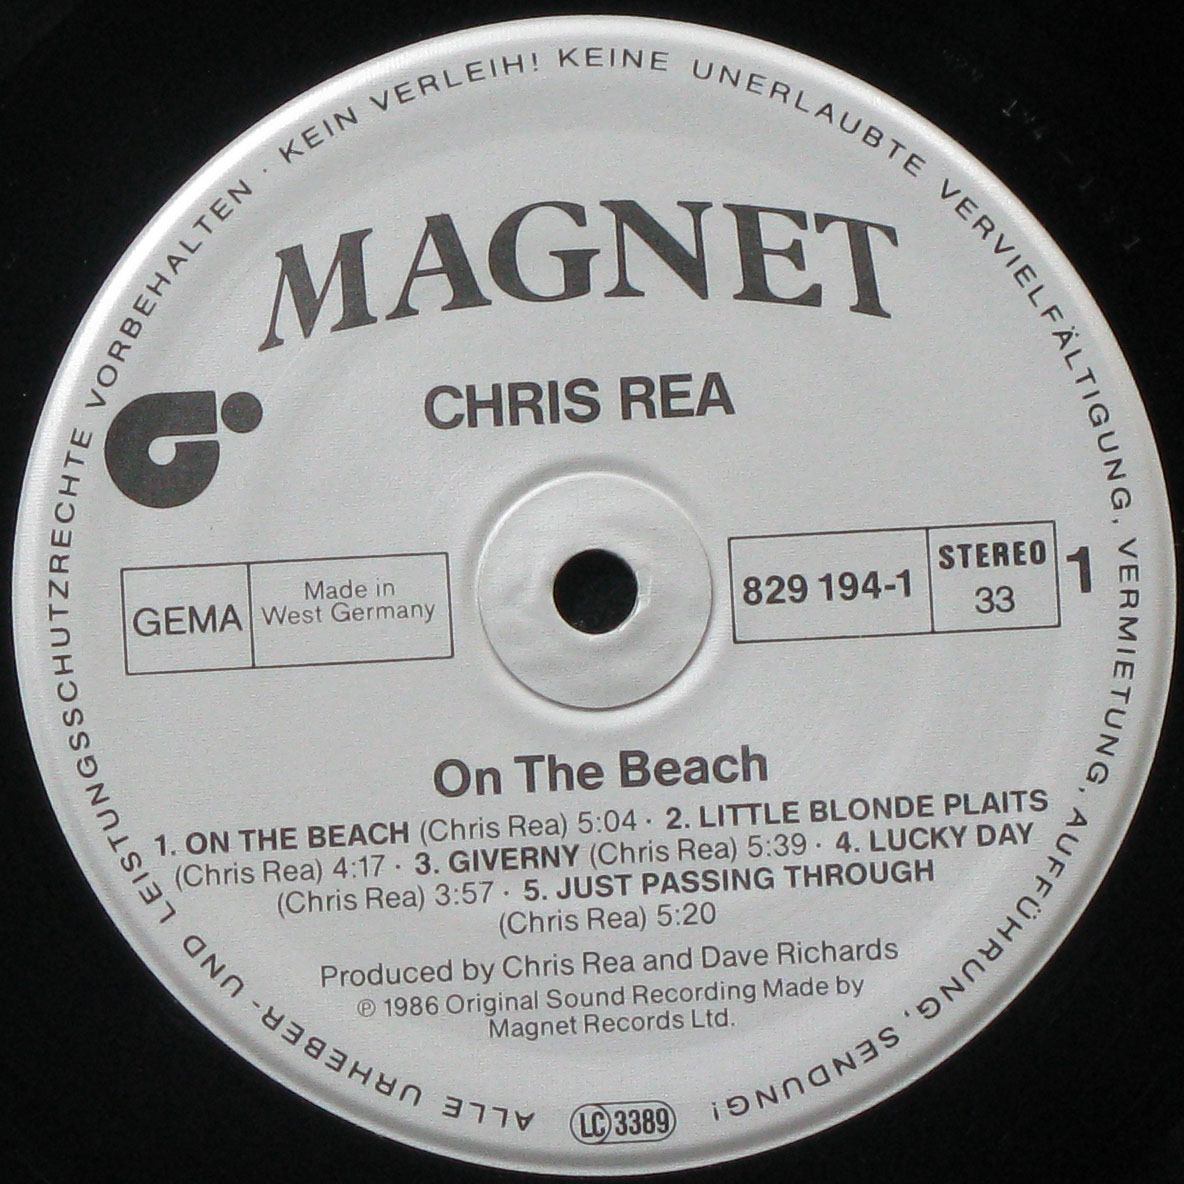 ALLE URHEBER- UND LEISTUNGSSCHUTZRECHTE VORBEHALTEN · KEIN VERLEIH! KEINE UNERLAUBTE VERVIELFÄLTIGUNG, VERMIETUNG, AUFFÜHRUNG, SENDUNG!
MAGNET
CHRIS REA
GEMA
Made in
West Germany
829 194-1
STEREO
33
1
On The Beach
1. ON THE BEACH (Chris Rea) 5:04 · 2. LITTLE BLONDE PLAITS
(Chris Rea) 4:17 · 3. GIVERNY (Chris Rea) 5:39 · 4. LUCKY DAY
(Chris Rea) 3:57 · 5. JUST PASSING THROUGH
(Chris Rea) 5:20
Produced by Chris Rea and Dave Richards
℗ 1986 Original Sound Recording Made by
Magnet Records Ltd.
LC 3389